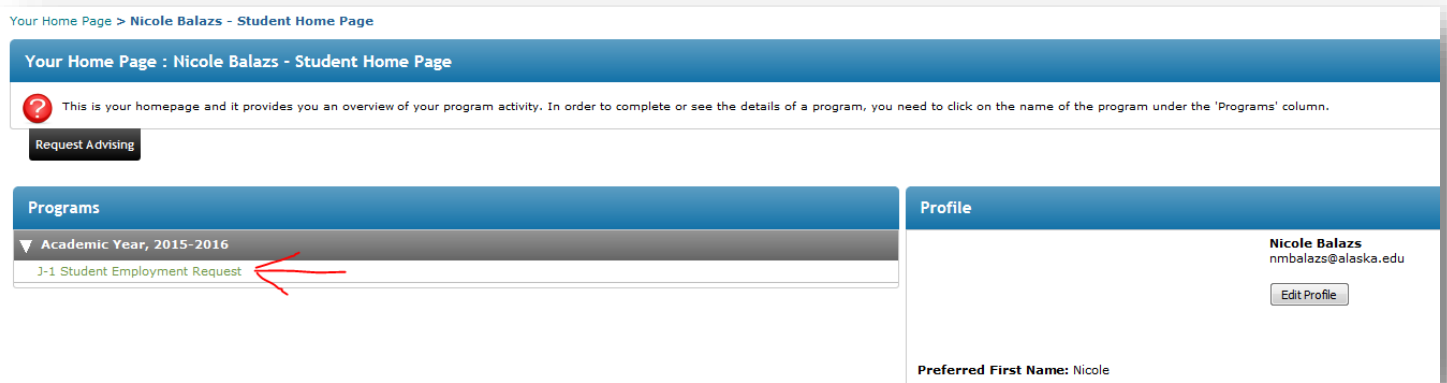 Your Home Page > Nicole Balazs - Student Home Page
Your Home Page : Nicole Balazs - Student Home Page
This is your homepage and it provides you an overview of your program activity. In order to complete or see the details of a program, you need to click on the name of the program under the 'Programs' column.
Request Advising
Programs
Academic Year, 2015-2016
J-1 Student Employment Request
Profile
Nicole Balazs
nmbalazs@alaska.edu
Edit Profile
Preferred First Name: Nicole